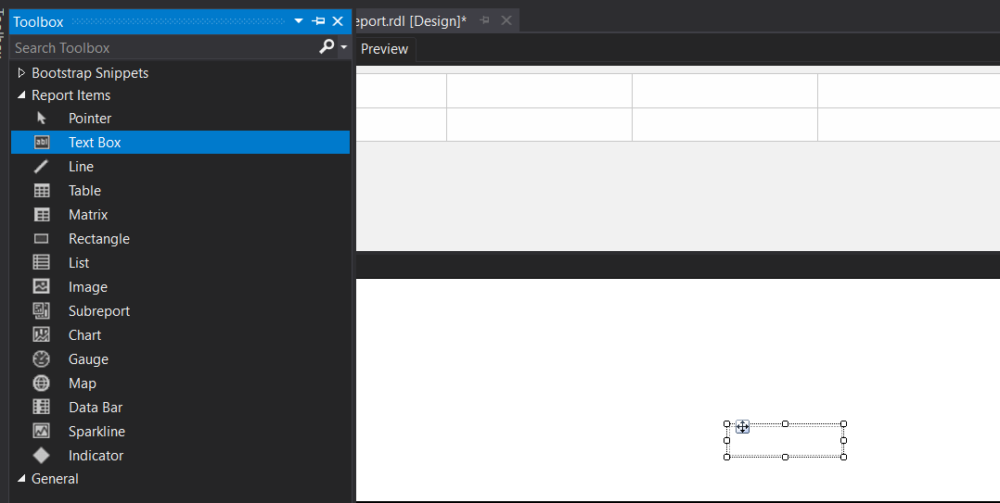 Toolbox
eport.rdl [Design]*
Search Toolbox
Preview
Bootstrap Snippets
Report Items
Pointer
abl Text Box
Line
Table
Matrix
Rectangle
List
Image
Subreport
Chart
Gauge
Map
Data Bar
Sparkline
Indicator
General